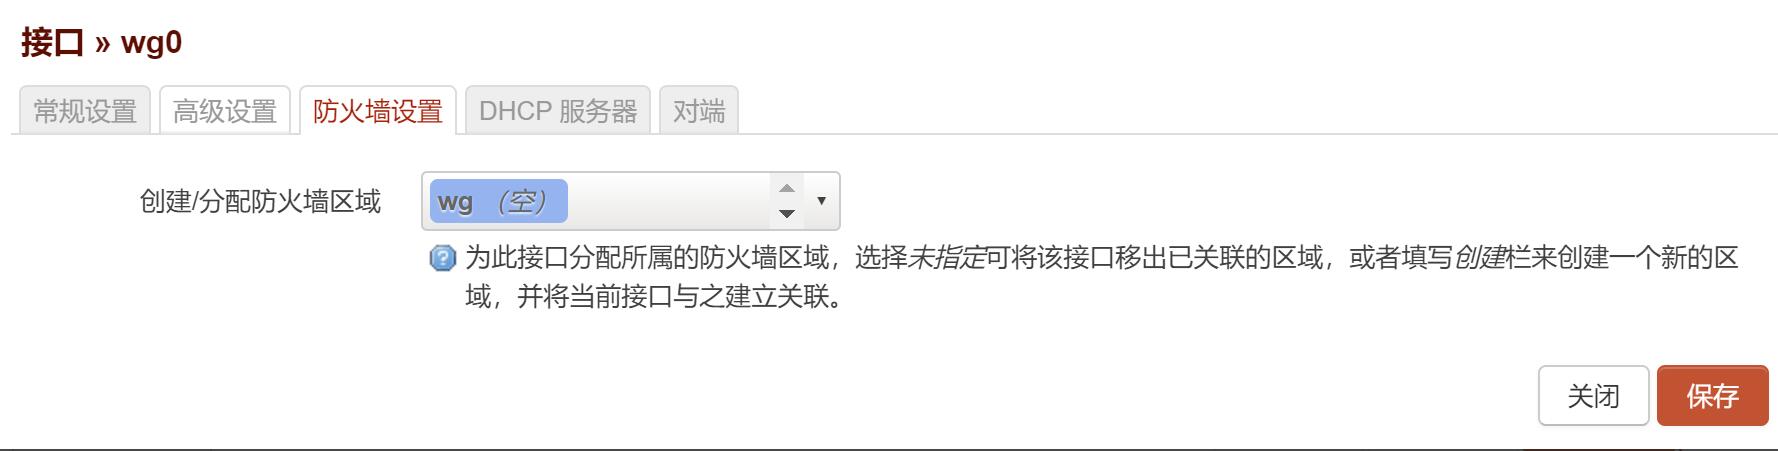 接口 » wg0
常规设置 高级设置 防火墙设置 DHCP 服务器 对端
创建/分配防火墙区域 wg （空）
为此接口分配所属的防火墙区域，选择未指定可将该接口移出已关联的区域，或者填写创建栏来创建一个新的区
域，并将当前接口与之建立关联。
关闭 保存